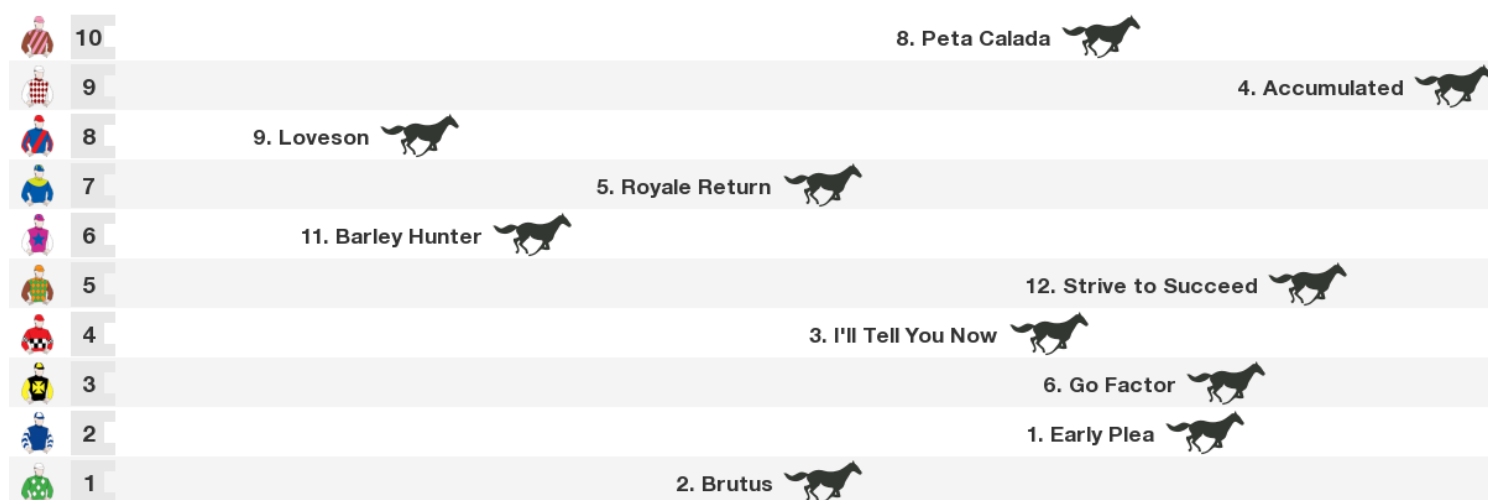 10 8. Peta Calada
9 4. Accumulated
8 9. Loveson
7 5. Royale Return
6 11. Barley Hunter
5 12. Strive to Succeed
4 3. I'll Tell You Now
3 6. Go Factor
2 1. Early Plea
1 2. Brutus